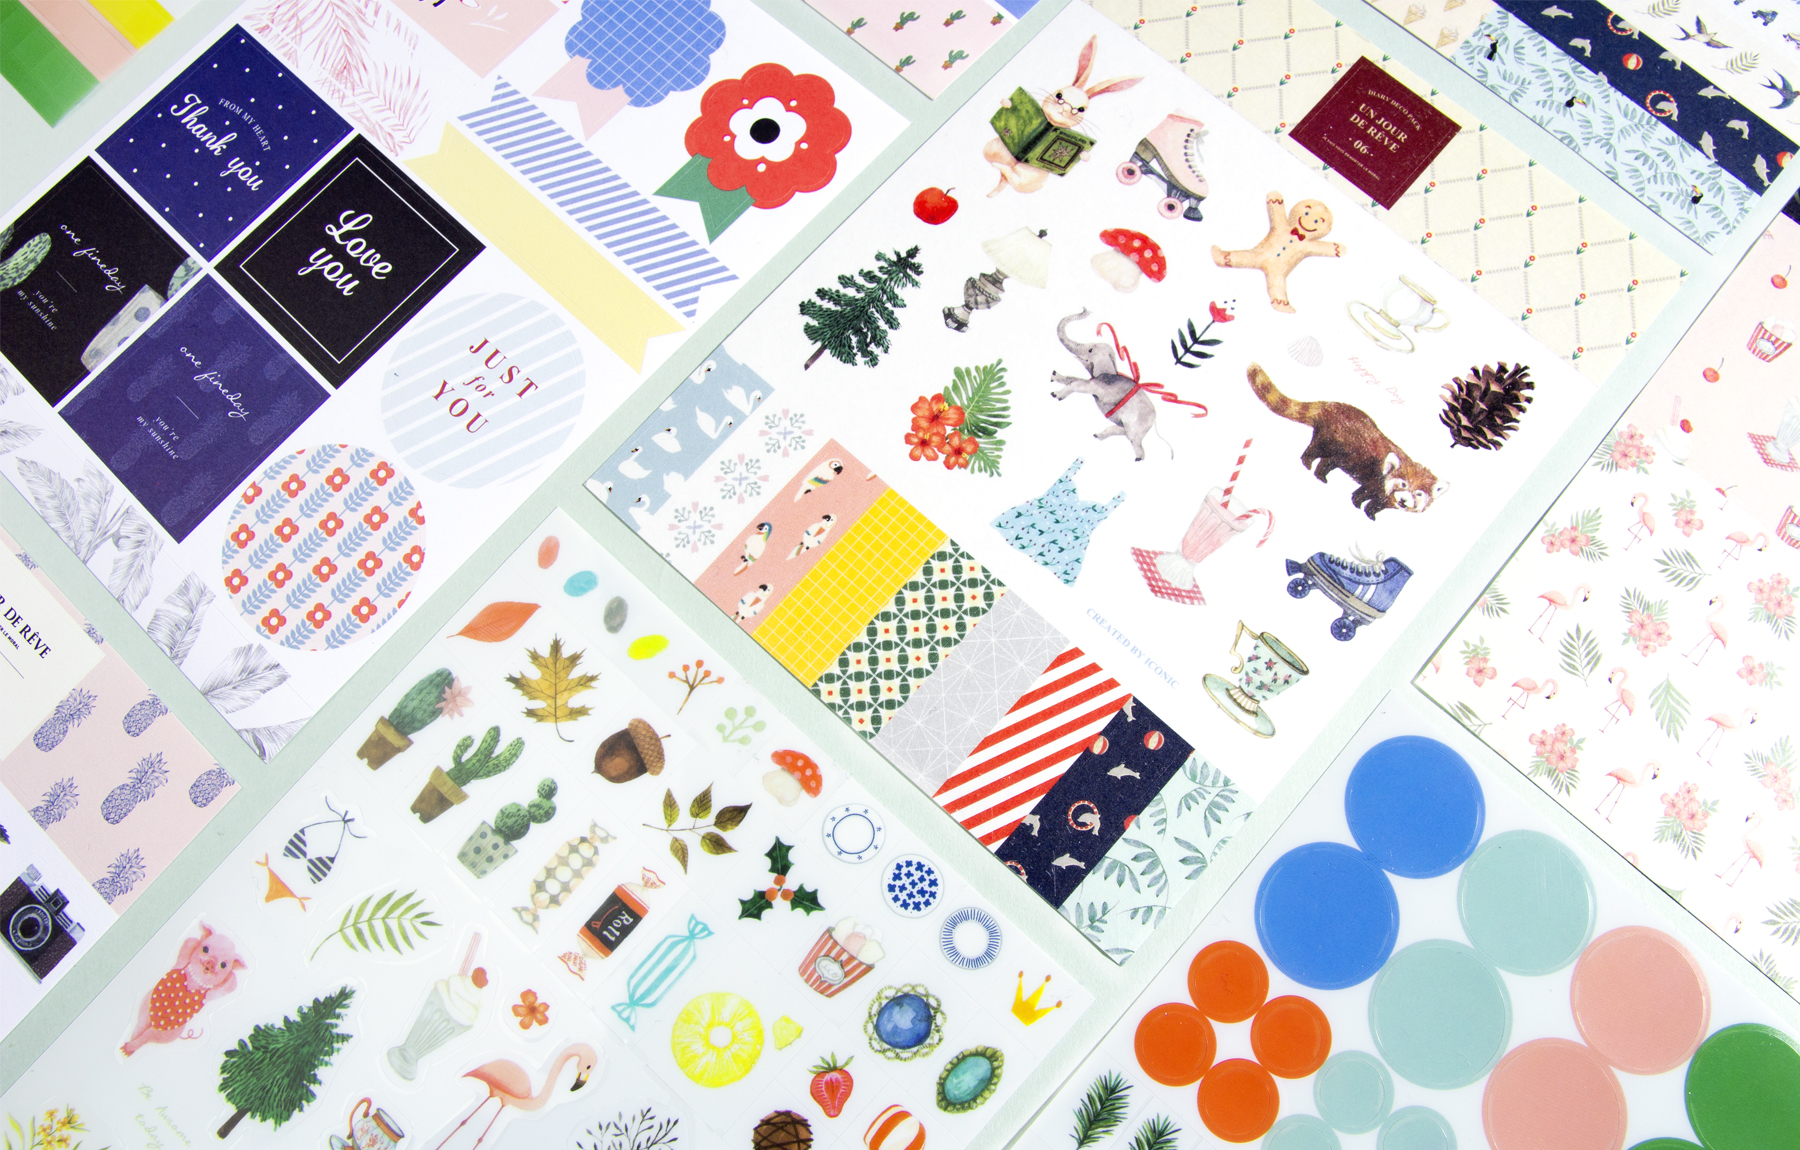 FROM MY HEART
Thank you
Love
you
one fineday
you're
my sunshine
one fineday
you're
my sunshine
JUST
for
YOU
DIARY DECO PACK
UN JOUR
DE RÊVE
·06·
Happy Day
CREATED BY ICONIC
DE RÊVE
Roll